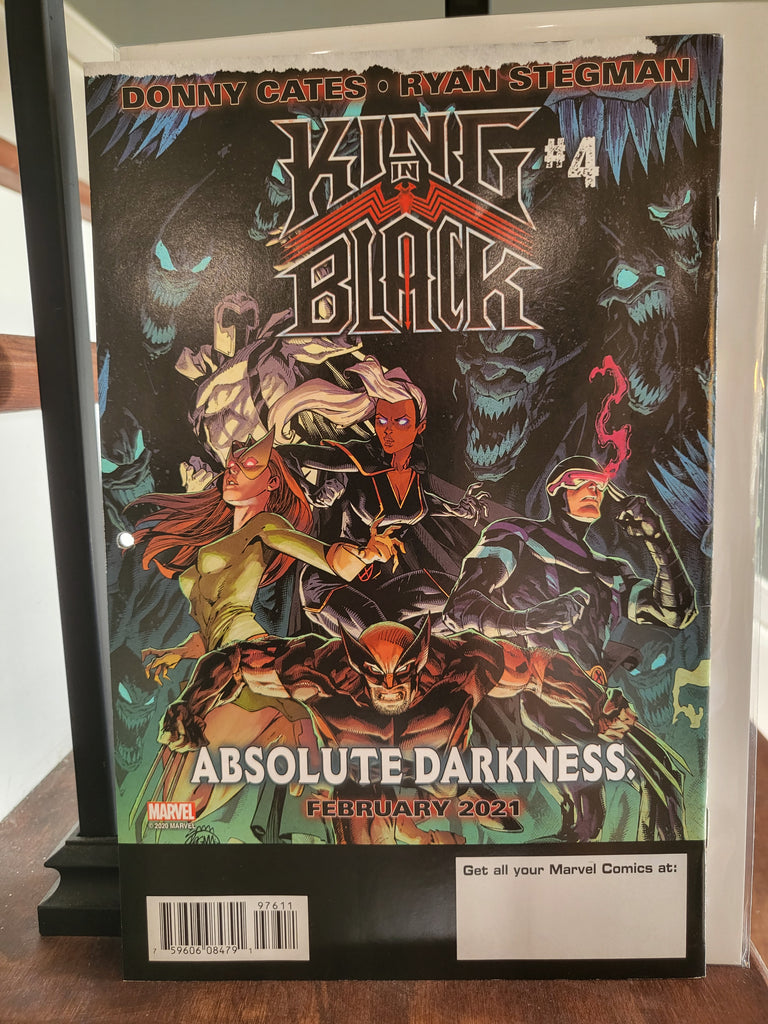 DONNY CATES • RYAN STEGMAN
KING
IN
BLACK
#4
ABSOLUTE DARKNESS.
FEBRUARY 2021
MARVEL
© 2020 MARVEL
Get all your Marvel Comics at:
97611
7 59606 08479 1